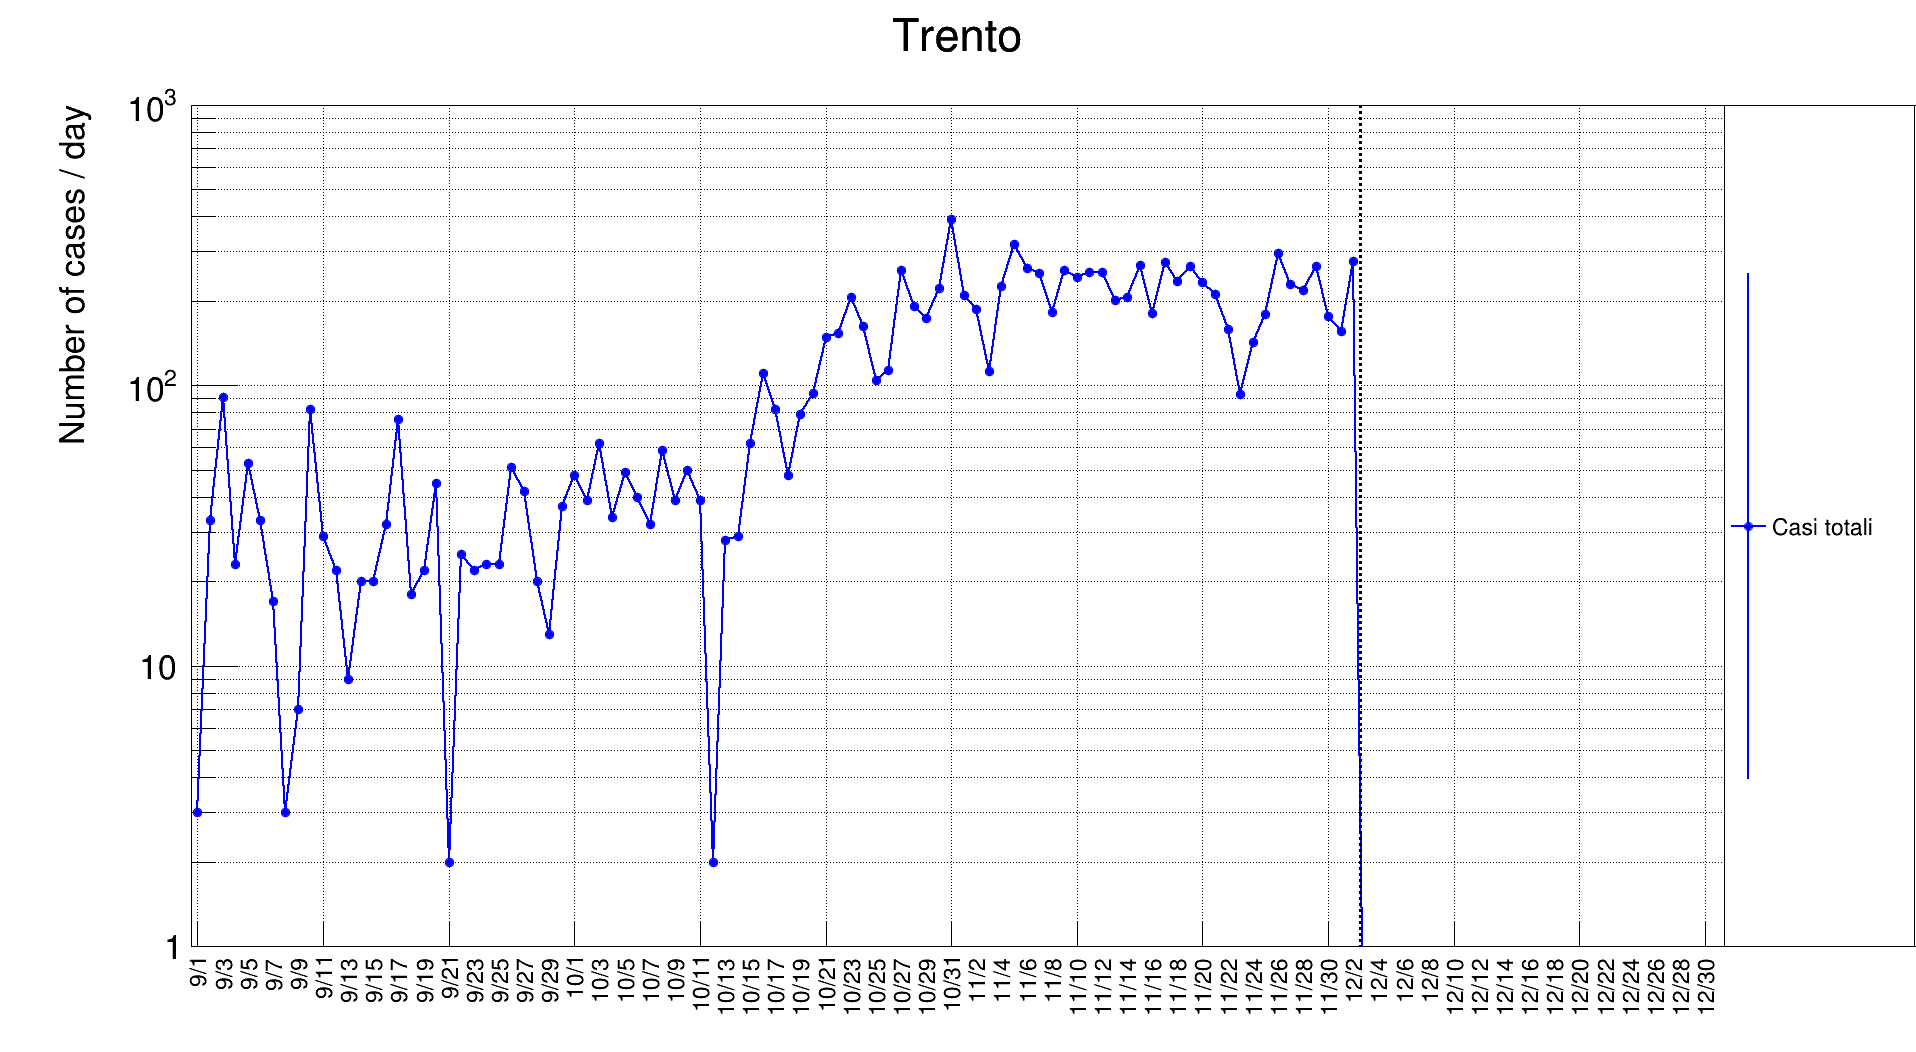 Trento
Number of cases / day
10³
10²
10
1
9/1 9/3 9/5 9/7 9/9 9/11 9/13 9/15 9/17 9/19 9/21 9/23 9/25 9/27 9/29 10/1 10/3 10/5 10/7 10/9 10/11 10/13 10/15 10/17 10/19 10/21 10/23 10/25 10/27 10/29 10/31 11/2 11/4 11/6 11/8 11/10 11/12 11/14 11/16 11/18 11/20 11/22 11/24 11/26 11/28 11/30 12/2 12/4 12/6 12/8 12/10 12/12 12/14 12/16 12/18 12/20 12/22 12/24 12/26 12/28 12/30
Casi totali